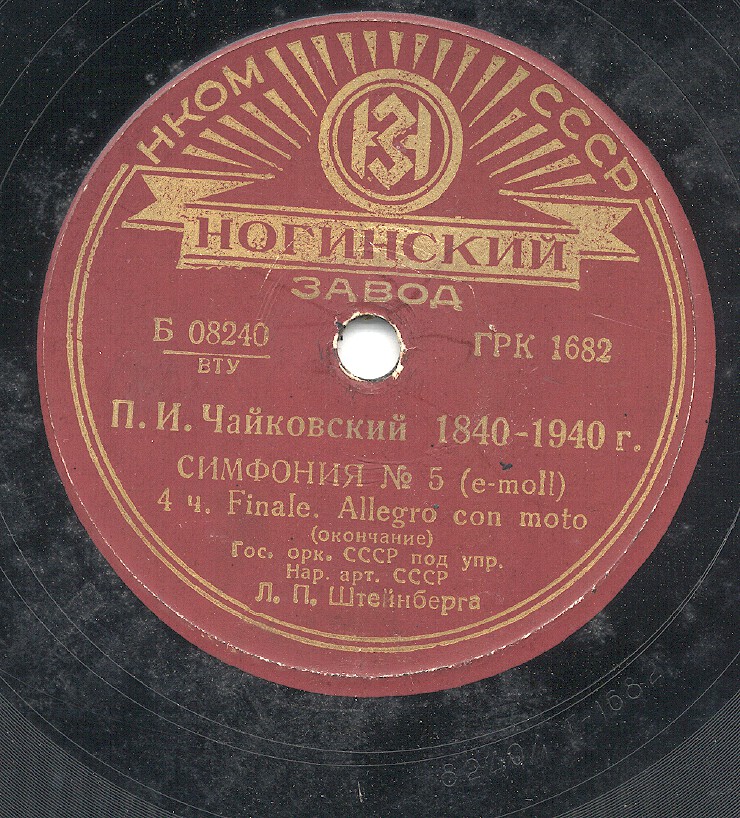 НКОМ СССР
НОГИНСКИЙ
ЗАВОД
Б 08240
ВТУ
ГРК 1682
П. И. Чайковский 1840-1940 г.
СИМФОНИЯ № 5 (e-moll)
4 ч. Finale. Allegro con moto
(окончание)
Гос. орк. СССР под упр.
Нар. арт. СССР
Л. П. Штейнберга